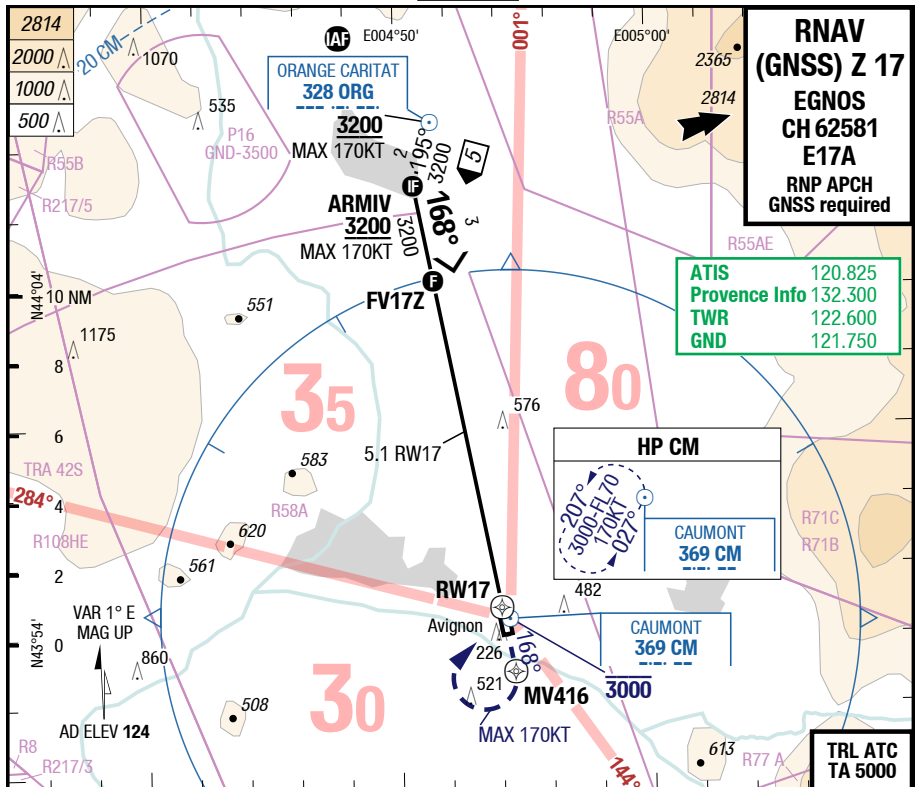 2814
2000
1000
500
20 CM
1070
IAF
E004°50'
001°
E005°00'
2365
2814
RNAV
(GNSS) Z 17
EGNOS
CH 62581
E17A
RNP APCH
GNSS required
ORANGE CARITAT
328 ORG
535
P16
GND-3500
3200
MAX 170KT
2
195°
3200
5
R55A
R55B
R217/5
IF
ARMIV
3200
MAX 170KT
3200
168°
3
R55AE
ATIS 120.825
Provence Info 132.300
TWR 122.600
GND 121.750
N44°04'
10 NM
F
FV17Z
551
1175
8
35
80
576
6
5.1 RW17
HP CM
583
TRA 42S
284°
4
R58A
207°
3000-FL70
170KT
027°
CAUMONT
369 CM
R71C
R71B
620
R108HE
561
2
RW17
482
VAR 1° E
MAG UP
Avignon
CAUMONT
369 CM
N43°54'
0
226
168°
860
521
MV416
3000
30
508
MAX 170KT
AD ELEV 124
613
R8
R217/3
144°
R77 A
TRL ATC
TA 5000